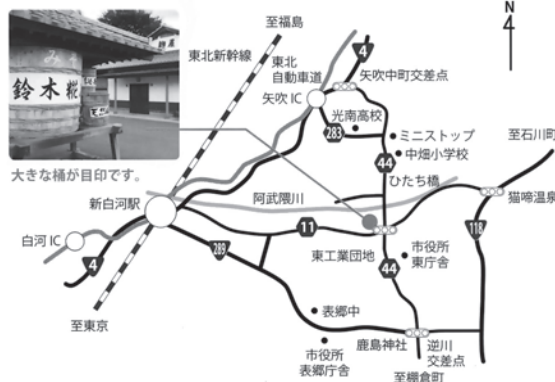 至福島
N
東北新幹線
東北
自動車道
4
矢吹中町交差点
矢吹IC
光南高校
283
ミニストップ
中畑小学校
44
至石川町
み
鈴木糀
大きな桶が目印です。
ひたち橋
阿武隈川
猫啼温泉
新白河駅
白河IC
11
118
289
東工業団地
市役所
東庁舎
4
44
表郷中
至東京
鹿島神社
逆川
交差点
市役所
表郷庁舎
至棚倉町